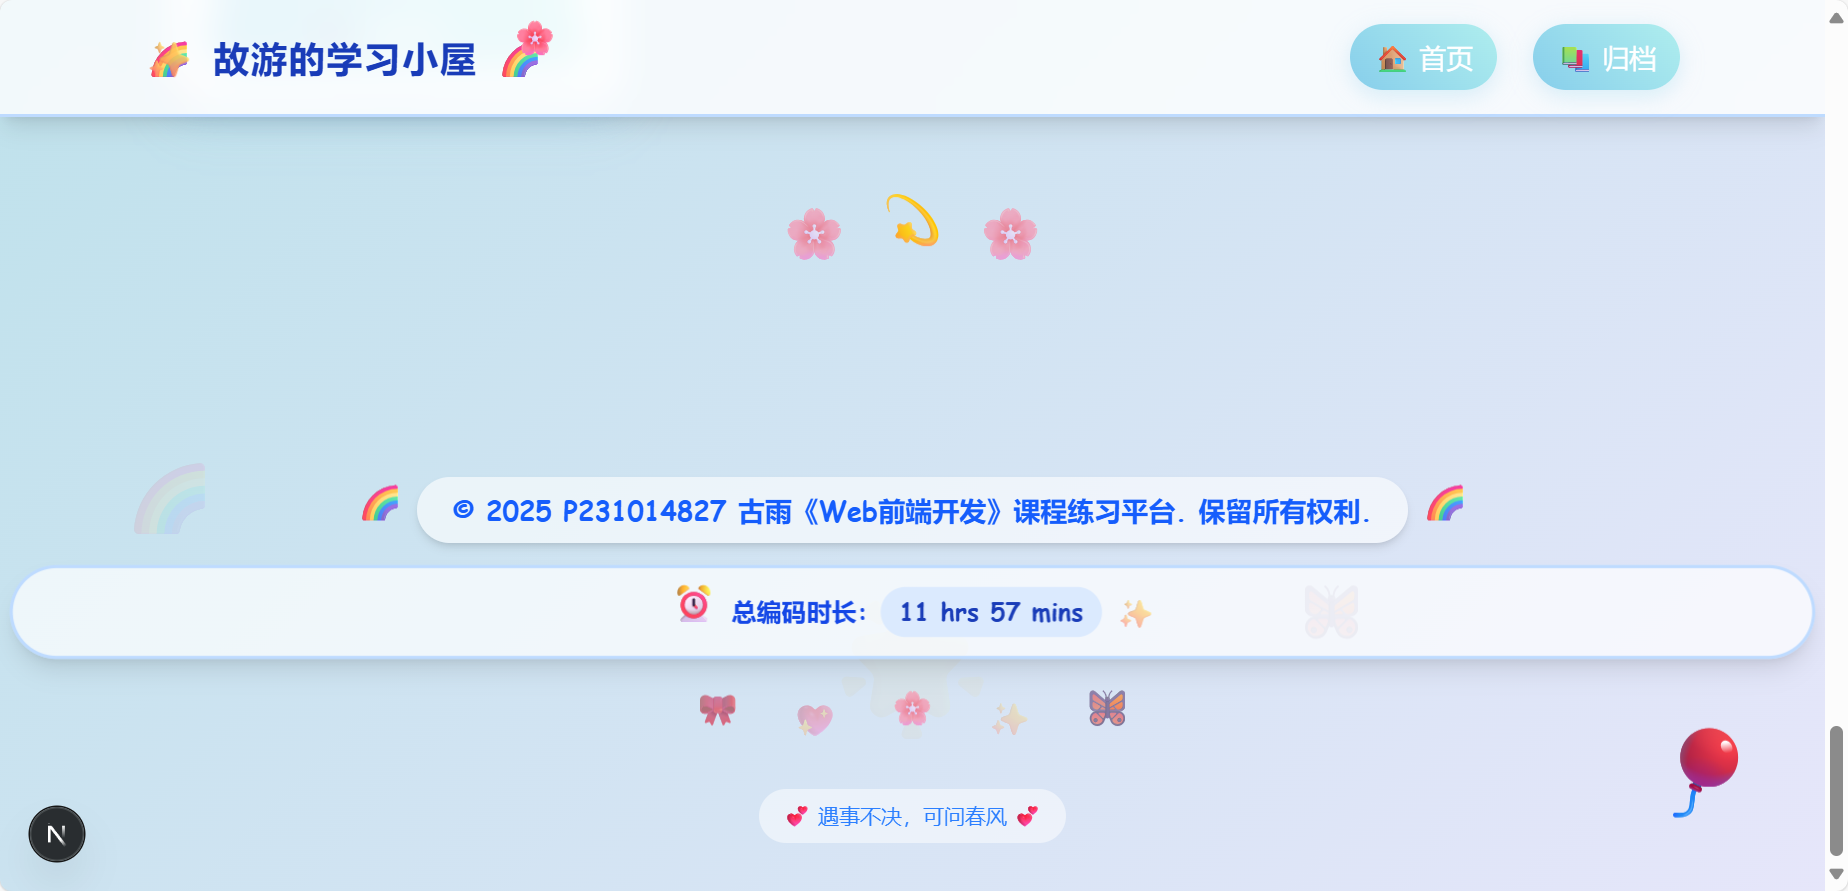 故游的学习小屋
首页
归档
© 2025 P231014827 古雨《Web前端开发》课程练习平台. 保留所有权利.
总编码时长: 11 hrs 57 mins
遇事不决，可问春风
N